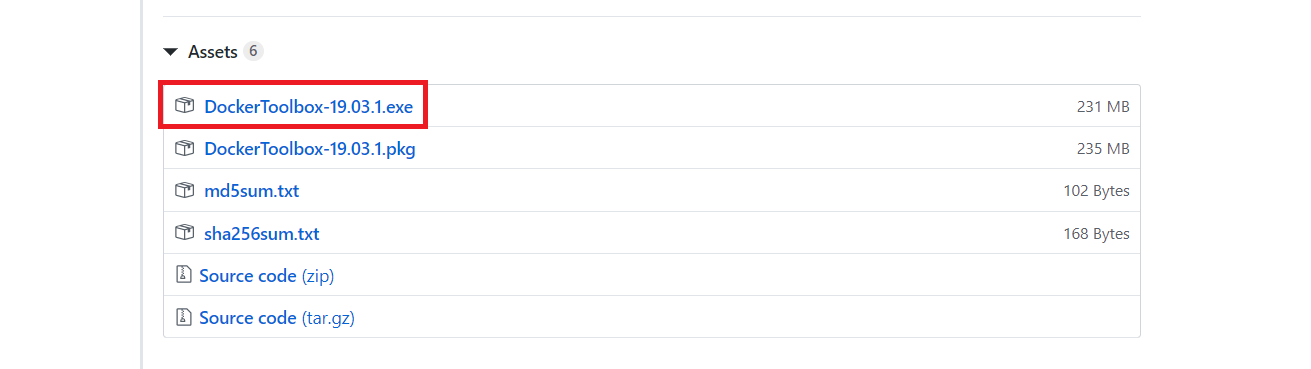 Assets 6
DockerToolbox-19.03.1.exe 231 MB
DockerToolbox-19.03.1.pkg 235 MB
md5sum.txt 102 Bytes
sha256sum.txt 168 Bytes
Source code (zip)
Source code (tar.gz)